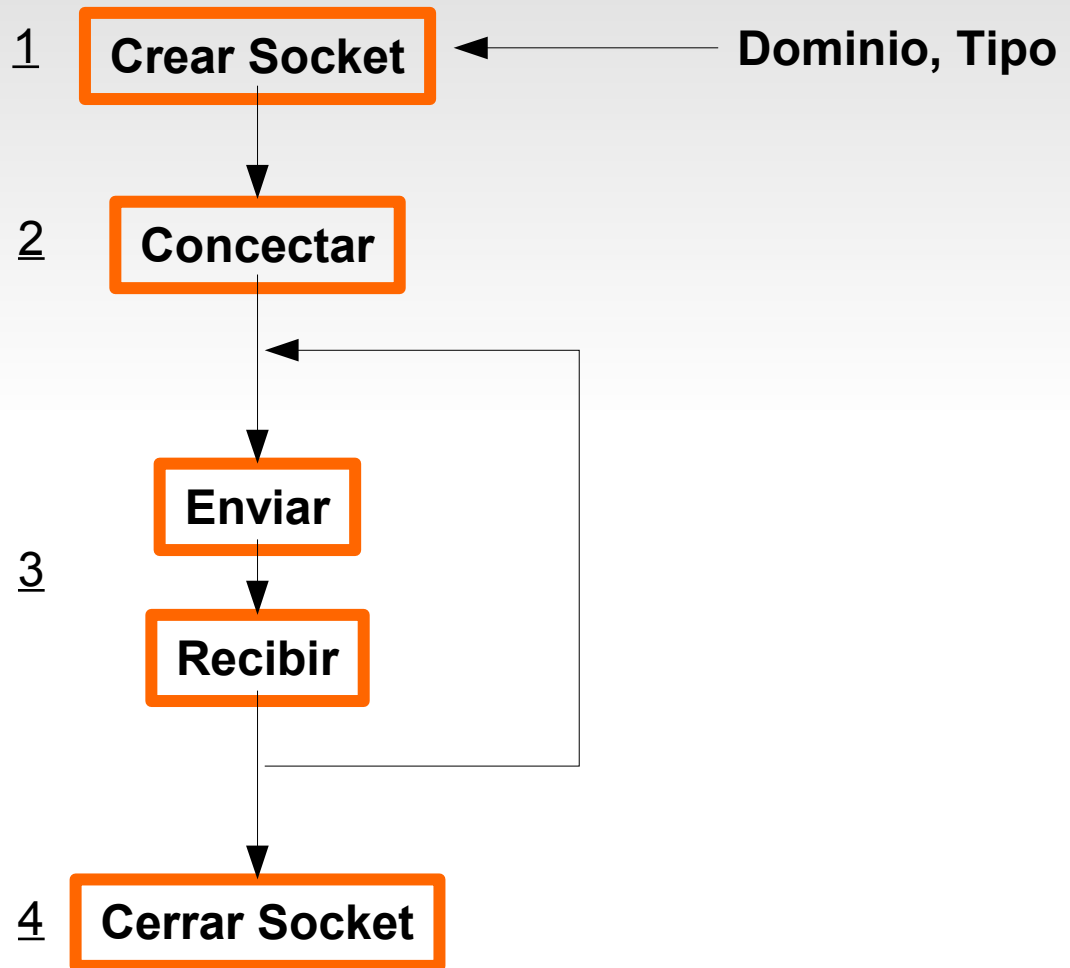 1
Crear Socket
Dominio, Tipo
2
Concectar
Enviar
3
Recibir
4
Cerrar Socket